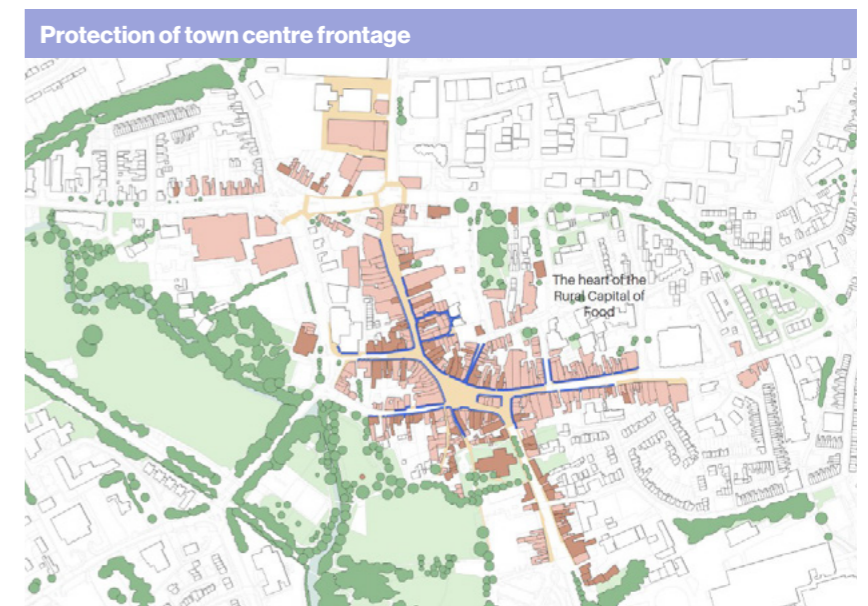 Protection of town centre frontage
The heart of the
Rural Capital of
Food